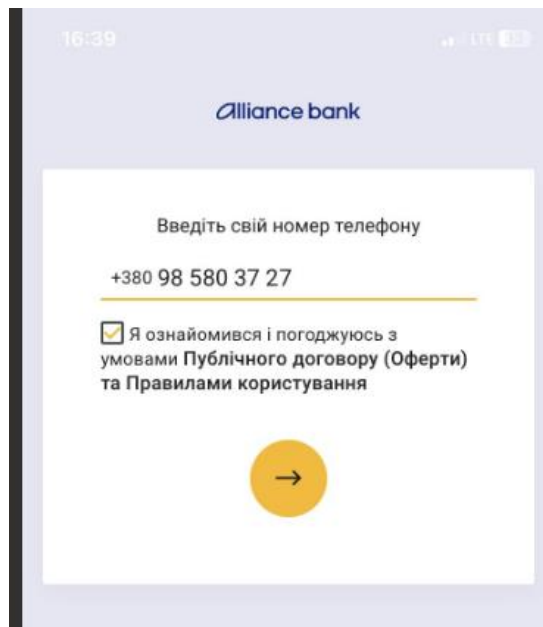 16:39
LTE
Alliance bank
Введіть свій номер телефону
+380 98 580 37 27
Я ознайомився і погоджуюсь з
умовами Публічного договору (Оферти)
та Правилами користування